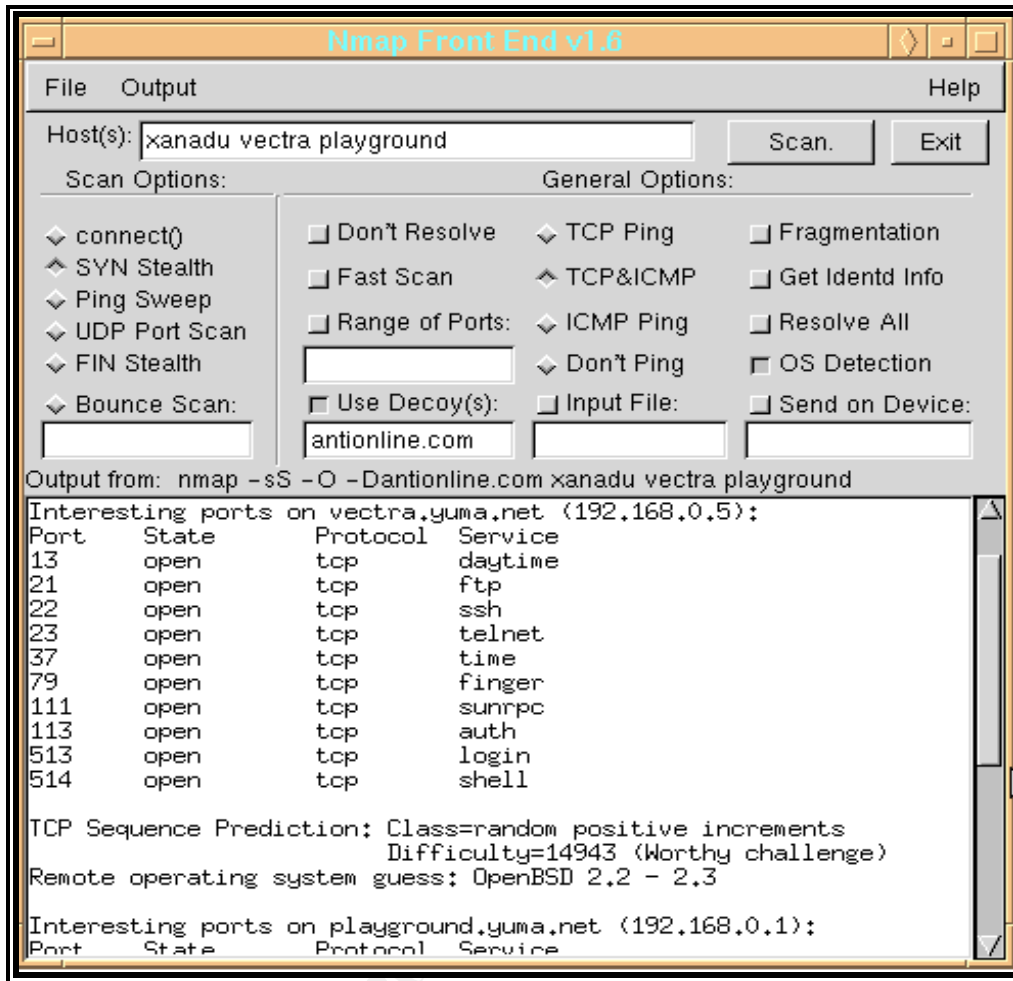 Nmap Front End v1.6
File Output Help
Host(s): xanadu vectra playground Scan. Exit
Scan Options: General Options:
connect() Don't Resolve TCP Ping Fragmentation
SYN Stealth Fast Scan TCP&ICMP Get Identd Info
Ping Sweep Range of Ports: ICMP Ping Resolve All
UDP Port Scan Don't Ping OS Detection
FIN Stealth
Bounce Scan: Use Decoy(s): Input File: Send on Device:
antionline.com
Output from: nmap -sS -O -Dantionline.com xanadu vectra playground
Interesting ports on vectra.yuma.net (192.168.0.5):
Port State Protocol Service
13 open tcp daytime
21 open tcp ftp
22 open tcp ssh
23 open tcp telnet
37 open tcp time
79 open tcp finger
111 open tcp sunrpc
113 open tcp auth
513 open tcp login
514 open tcp shell
TCP Sequence Prediction: Class=random positive increments
Difficulty=14943 (Worthy challenge)
Remote operating system guess: OpenBSD 2.2 - 2.3
Interesting ports on playground.yuma.net (192.168.0.1):
Port State Protocol Service